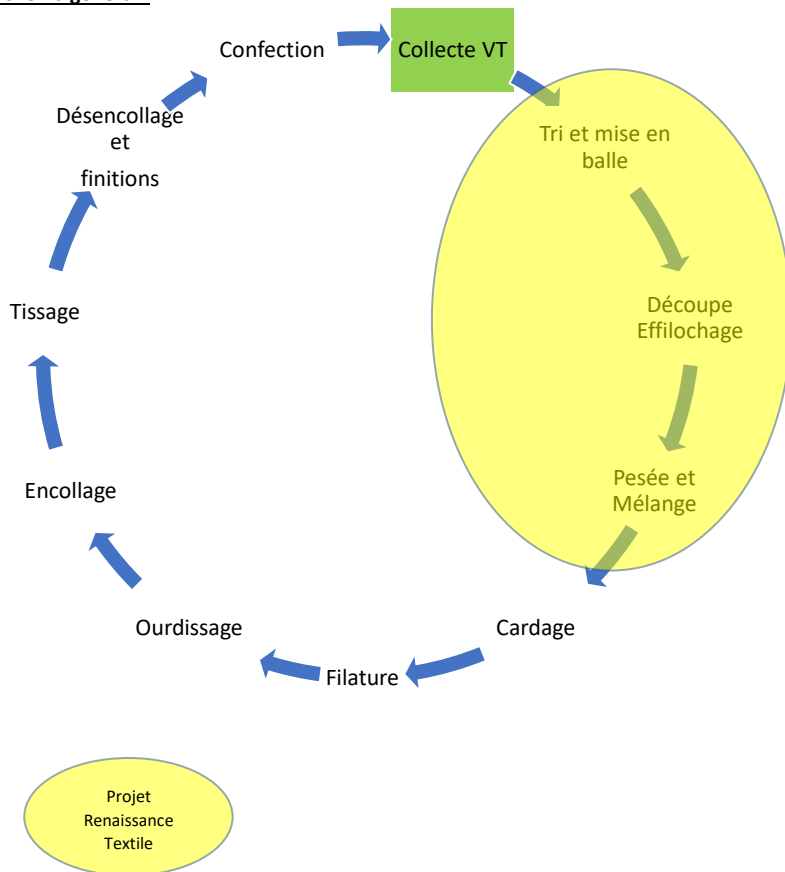 Confection
Collecte VT
Tri et mise en
balle
Découpe
Effilochage
Pesée et
Mélange
Cardage
Filature
Ourdissage
Encollage
Tissage
Désencollage
et
finitions
Projet
Renaissance
Textile